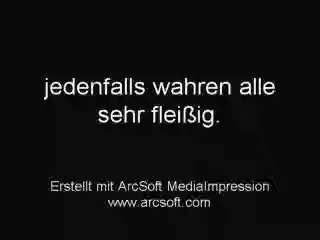 jedenfalls wahren alle
sehr fleißig.
Erstellt mit ArcSoft MediaImpression
www.arcsoft.com